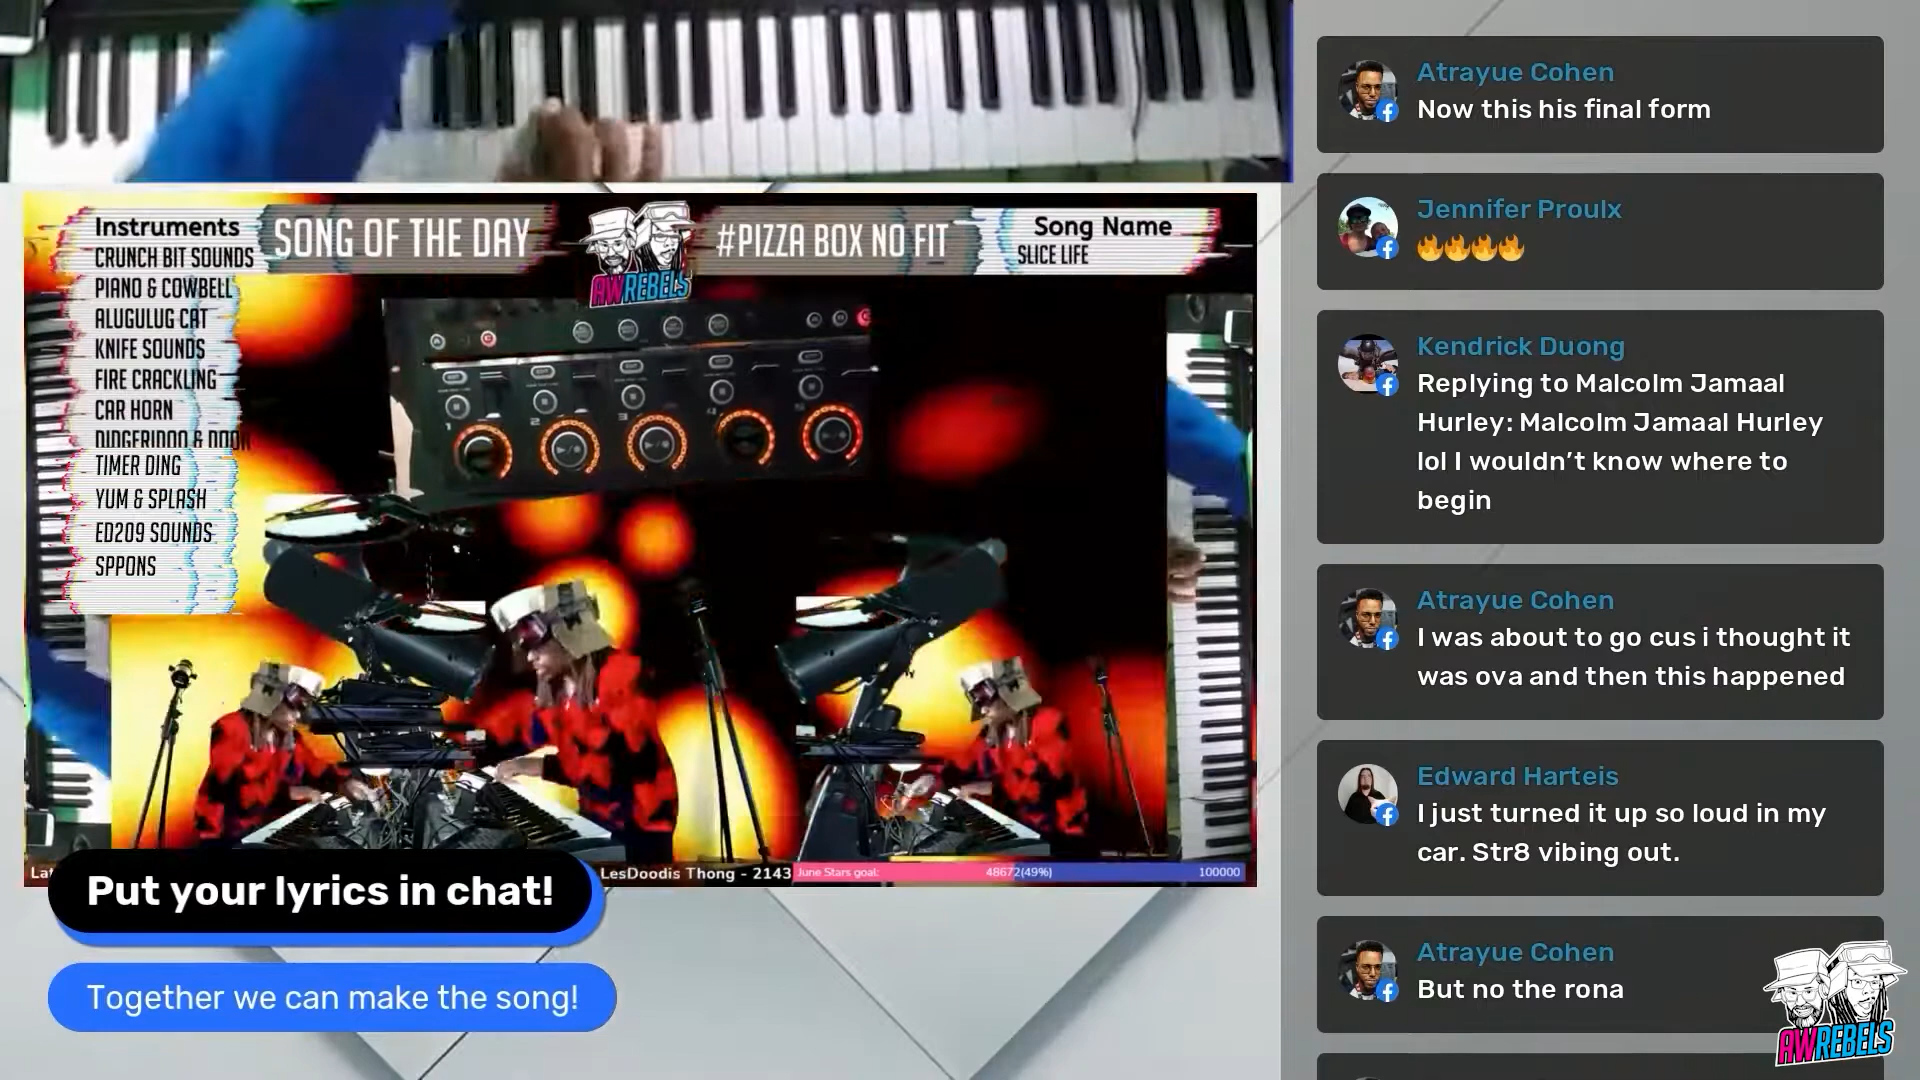 Instruments
CRUNCH BIT SOUNDS
PIANO & COWBELL
ALUGULUG CAT
KNIFE SOUNDS
FIRE CRACKLING
CAR HORN
DIDGERIDOO & DOOR
TIMER DING
YUM & SPLASH
ED209 SOUNDS
SPPONS
SONG OF THE DAY
AWREBELS
#PIZZA BOX NO FIT
Song Name
SLICE LIFE
1
2
3
4
LesDoodis Thong - 2143
June Stars goal:
48672(49%)
100000
Put your lyrics in chat!
Together we can make the song!
Atrayue Cohen
Now this his final form
Jennifer Proulx
🔥🔥🔥🔥
Kendrick Duong
Replying to Malcolm Jamaal
Hurley: Malcolm Jamaal Hurley
lol I wouldn’t know where to
begin
Atrayue Cohen
I was about to go cus i thought it
was ova and then this happened
Edward Harteis
I just turned it up so loud in my
car. Str8 vibing out.
Atrayue Cohen
But no the rona
AWREBELS